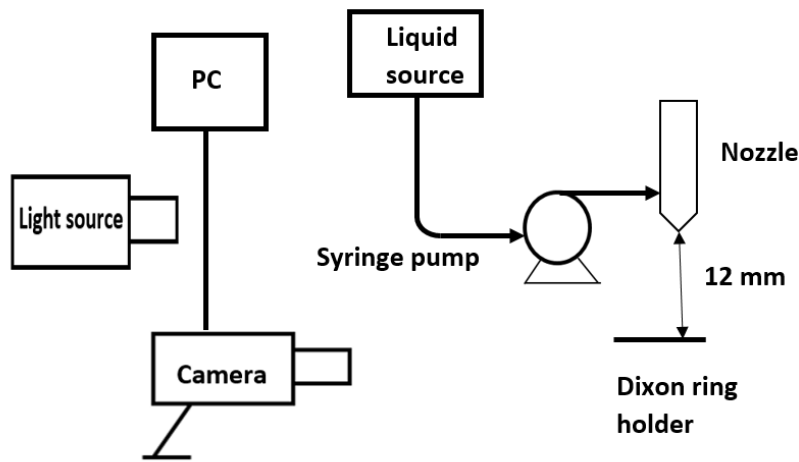 PC
Liquid
source
Light source
Nozzle
Syringe pump
12 mm
Camera
Dixon ring
holder